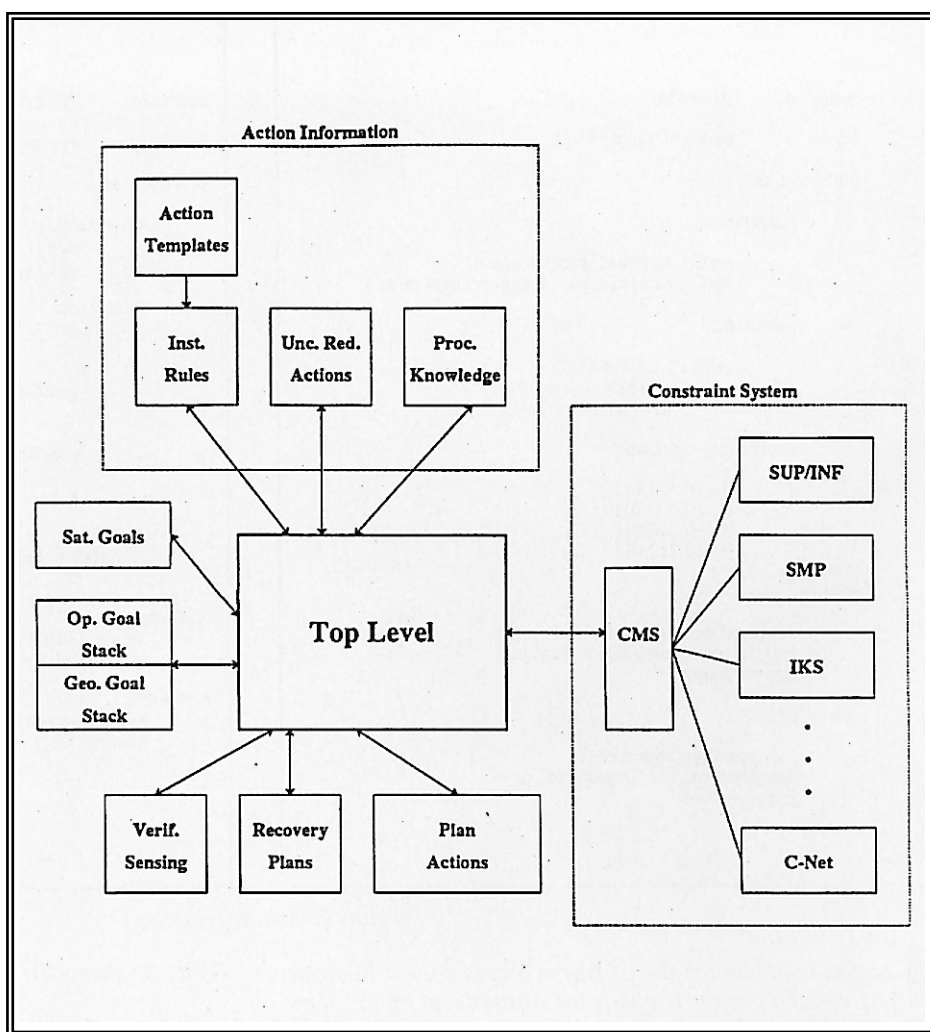 Action Information
Action
Templates
Inst.
Rules
Unc. Red.
Actions
Proc.
Knowledge
Constraint System
SUP/INF
SMP
IKS
C-Net
CMS
Sat. Goals
Op. Goal
Stack
Geo. Goal
Stack
Top Level
Verif.
Sensing
Recovery
Plans
Plan
Actions